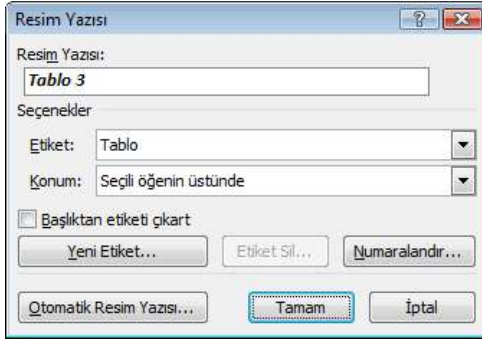 Resim Yazısı
Resim Yazısı:
Tablo 3
Seçenekler
Etiket: Tablo
Konum: Seçili öğenin üstünde
Başlıktan etiketi çıkart
Yeni Etiket... Etiket Sil... Numaralandır...
Otomatik Resim Yazısı... Tamam İptal